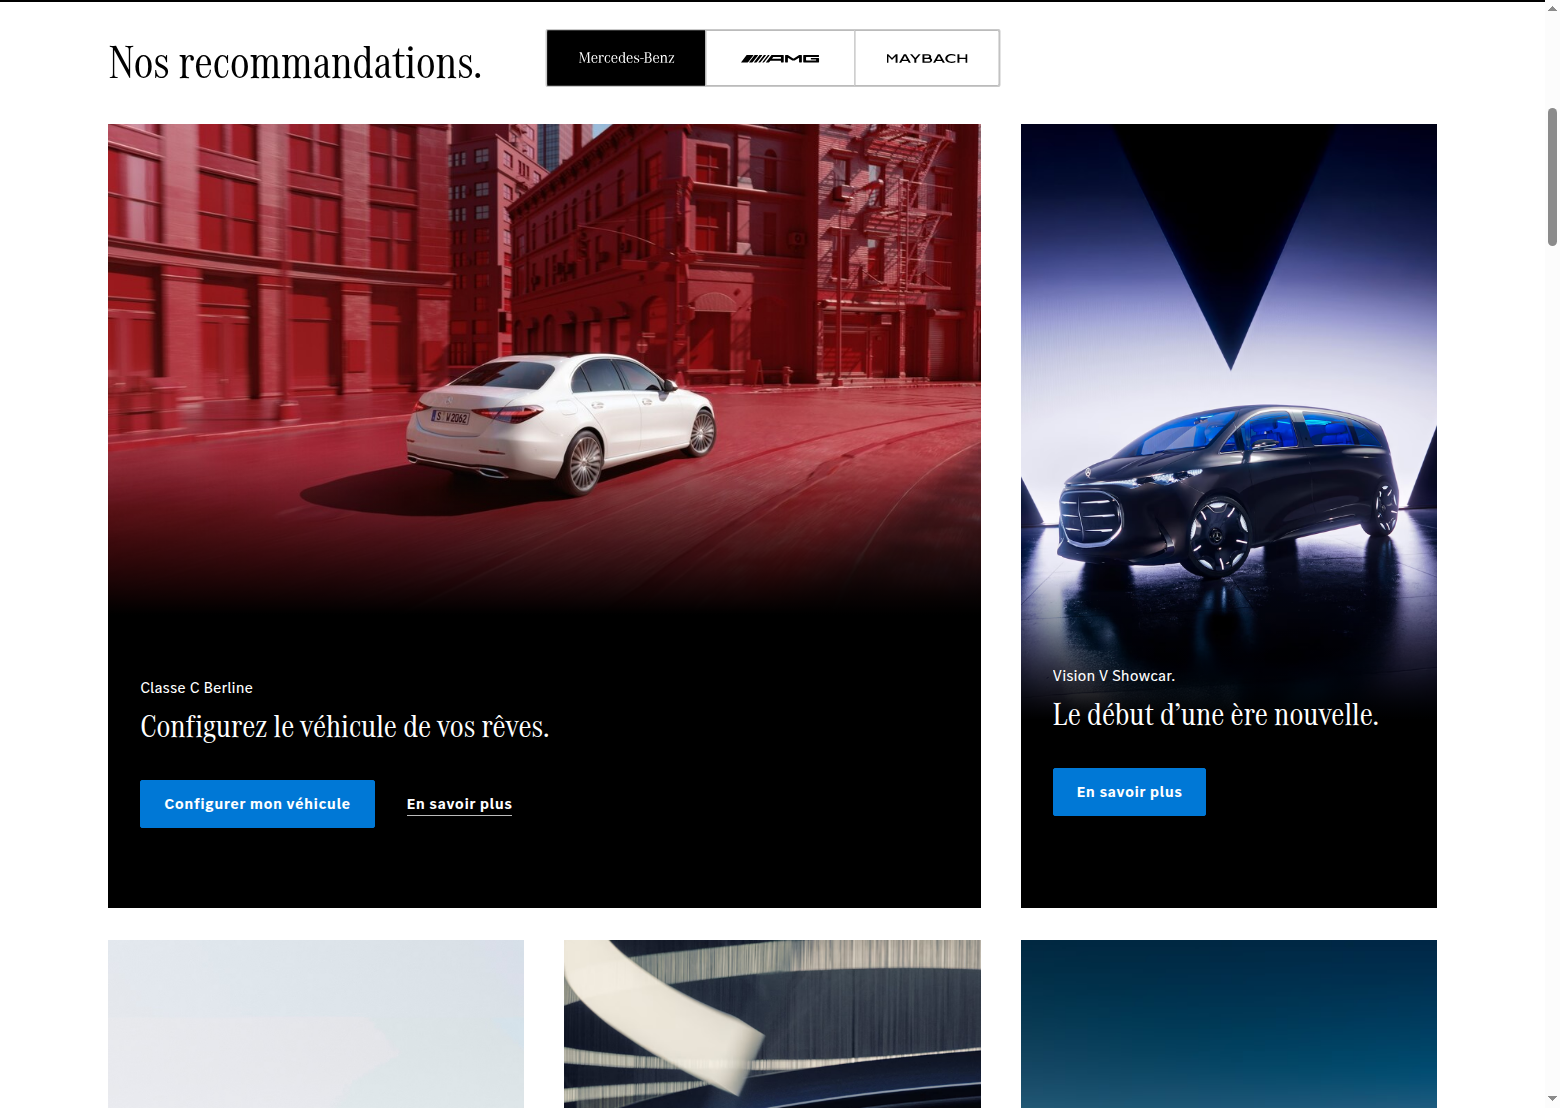 Nos recommandations.
Mercedes-Benz
AMG
MAYBACH
S W 2062
Classe C Berline
Configurez le véhicule de vos rêves.
Configurer mon véhicule
En savoir plus
Vision V Showcar.
Le début d’une ère nouvelle.
En savoir plus